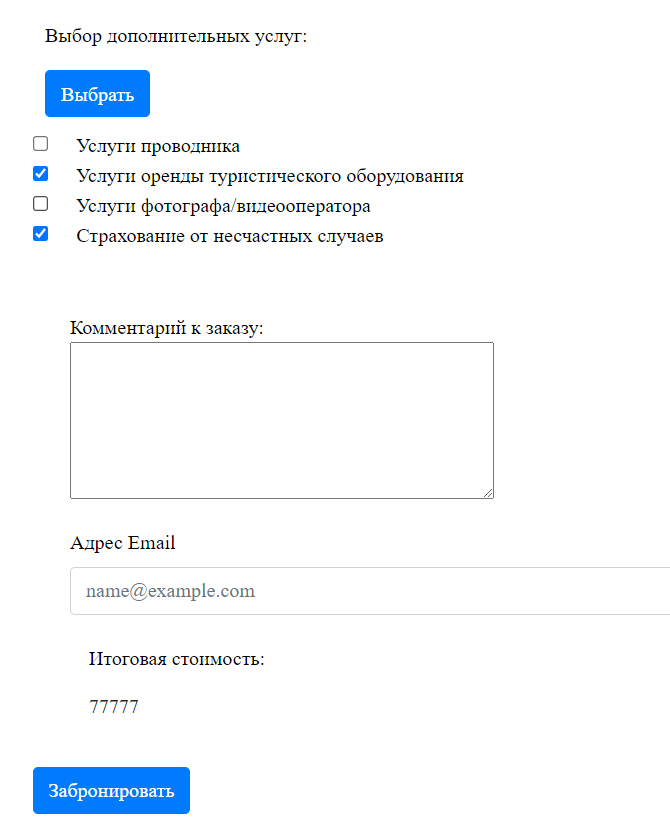 Выбор дополнительных услуг:
Выбрать
Услуги проводника
Услуги оренды туристического оборудования
Услуги фотографа/видеооператора
Страхование от несчастных случаев
Комментарий к заказу:
Адрес Email
name@example.com
Итоговая стоимость:
77777
Забронировать